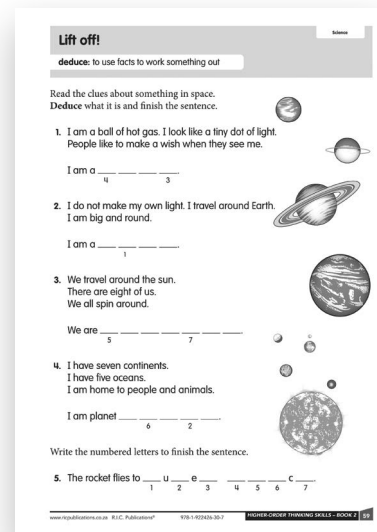 Lift off!
Science
deduce: to use facts to work something out
Read the clues about something in space.
Deduce what it is and finish the sentence.
1. I am a ball of hot gas. I look like a tiny dot of light.
People like to make a wish when they see me.
I am a ___ ___ ___ ___.
4 3
2. I do not make my own light. I travel around Earth.
I am big and round.
I am a ___ ___ ___ ___.
1
3. We travel around the sun.
There are eight of us.
We all spin around.
We are ___ ___ ___ ___ ___ ___ ___.
5 7
4. I have seven continents.
I have five oceans.
I am home to people and animals.
I am planet ___ ___ ___ ___ ___.
6 2
Write the numbered letters to finish the sentence.
5. The rocket flies to ___ u ___ e ___ ___ ___ ___ c ___.
1 2 3 4 5 6 7
www.ricpublications.co.za R.I.C. Publications® 978-1-922426-30-7 HIGHER-ORDER THINKING SKILLS – BOOK 2 59